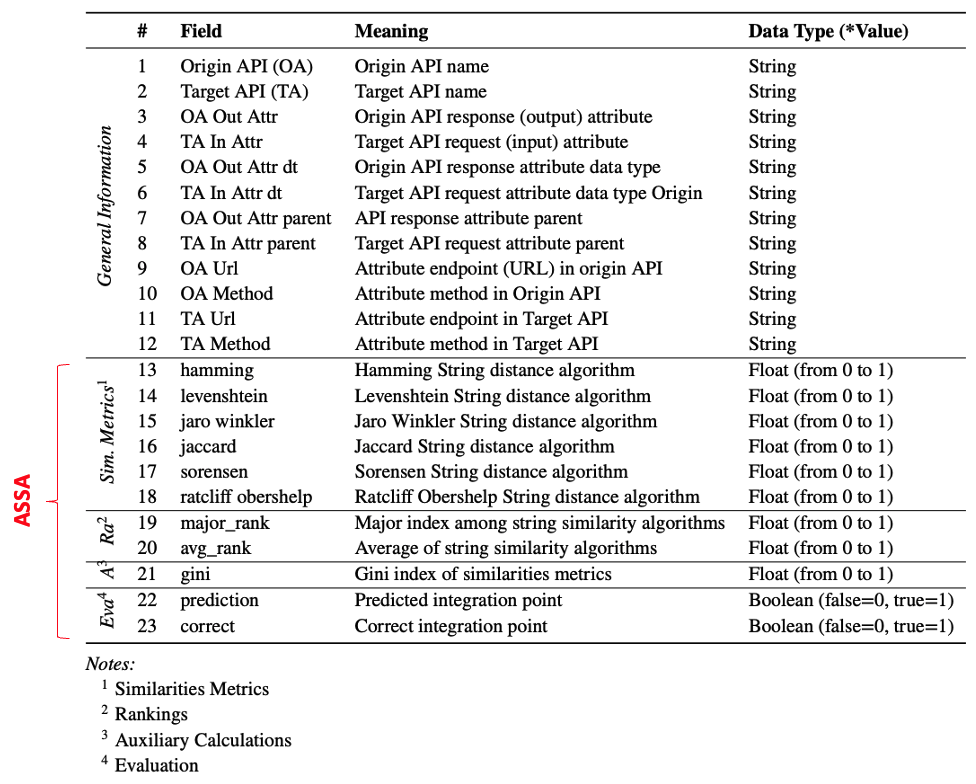 # Field Meaning Data Type (*Value)
General Information
1 Origin API (OA) Origin API name String
2 Target API (TA) Target API name String
3 OA Out Attr Origin API response (output) attribute String
4 TA In Attr Target API request (input) attribute String
5 OA Out Attr dt Origin API response attribute data type String
6 TA In Attr dt Target API request attribute data type Origin String
7 OA Out Attr parent API response attribute parent String
8 TA In Attr parent Target API request attribute parent String
9 OA Url Attribute endpoint (URL) in origin API String
10 OA Method Attribute method in Origin API String
11 TA Url Attribute endpoint in Target API String
12 TA Method Attribute method in Target API String
ASSA
Sim. Metrics¹
13 hamming Hamming String distance algorithm Float (from 0 to 1)
14 levenshtein Levenshtein String distance algorithm Float (from 0 to 1)
15 jaro winkler Jaro Winkler String distance algorithm Float (from 0 to 1)
16 jaccard Jaccard String distance algorithm Float (from 0 to 1)
17 sorensen Sorensen String distance algorithm Float (from 0 to 1)
18 ratcliff obershelp Ratcliff Obershelp String distance algorithm Float (from 0 to 1)
Ra²
19 major_rank Major index among string similarity algorithms Float (from 0 to 1)
20 avg_rank Average of string similarity algorithms Float (from 0 to 1)
A³
21 gini Gini index of similarities metrics Float (from 0 to 1)
Eva⁴
22 prediction Predicted integration point Boolean (false=0, true=1)
23 correct Correct integration point Boolean (false=0, true=1)
Notes:
¹ Similarities Metrics
² Rankings
³ Auxiliary Calculations
⁴ Evaluation